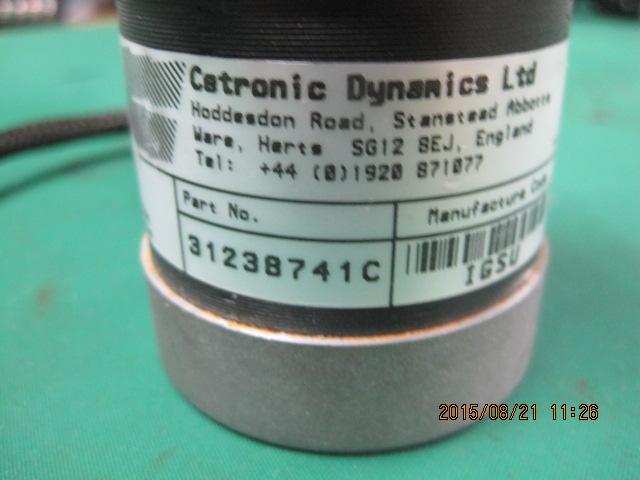 Cstronic Dynamics Ltd
Hoddesdon Road, Stanstead Abbotts
Ware, Herts SG12 8EJ, England
Tel: +44 (0)1920 871077
Part No.
Manufacture Code
31238741C
IGSU
2015/08/21 11:26